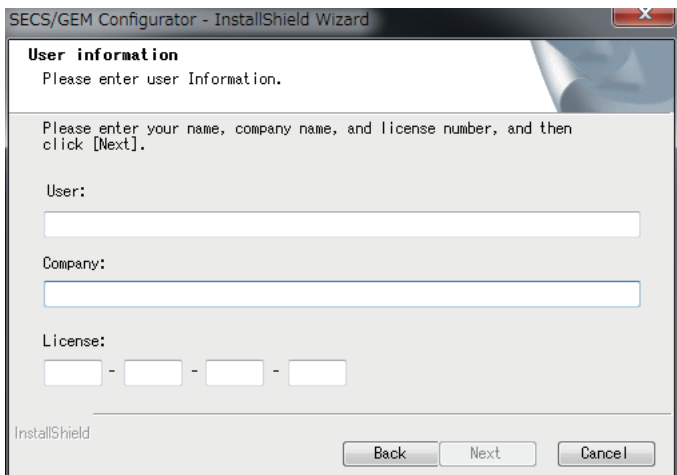 SECS/GEM Configurator - InstallShield Wizard
User information
Please enter user Information.
Please enter your name, company name, and license number, and then
click [Next].
User:
Company:
License:
- - -
InstallShield
Back Next Cancel